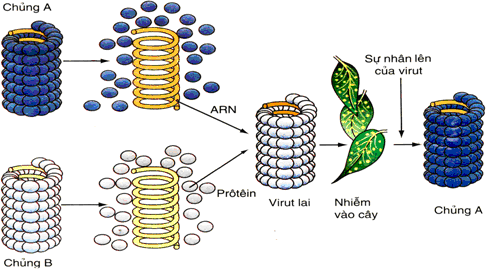 Chủng A
ARN
Sự nhân lên
của virut
Prôtêin
Virut lai
Nhiễm
vào cây
Chủng A
Chủng B